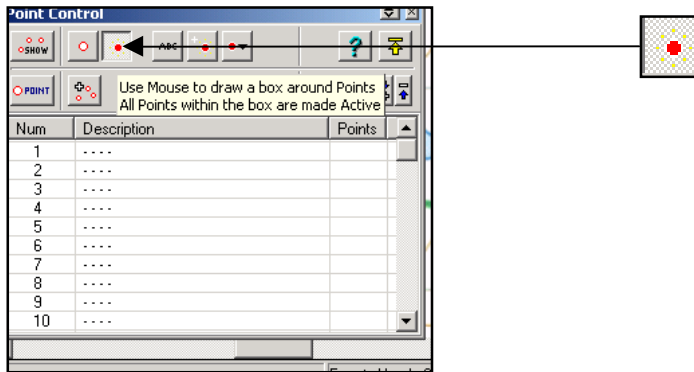 Point Control
SHOW
ABC
?
POINT
Use Mouse to draw a box around Points
All Points within the box are made Active
Num Description Points
1 - - - -
2 - - - -
3 - - - -
4 - - - -
5 - - - -
6 - - - -
7 - - - -
8 - - - -
9 - - - -
10 - - - -